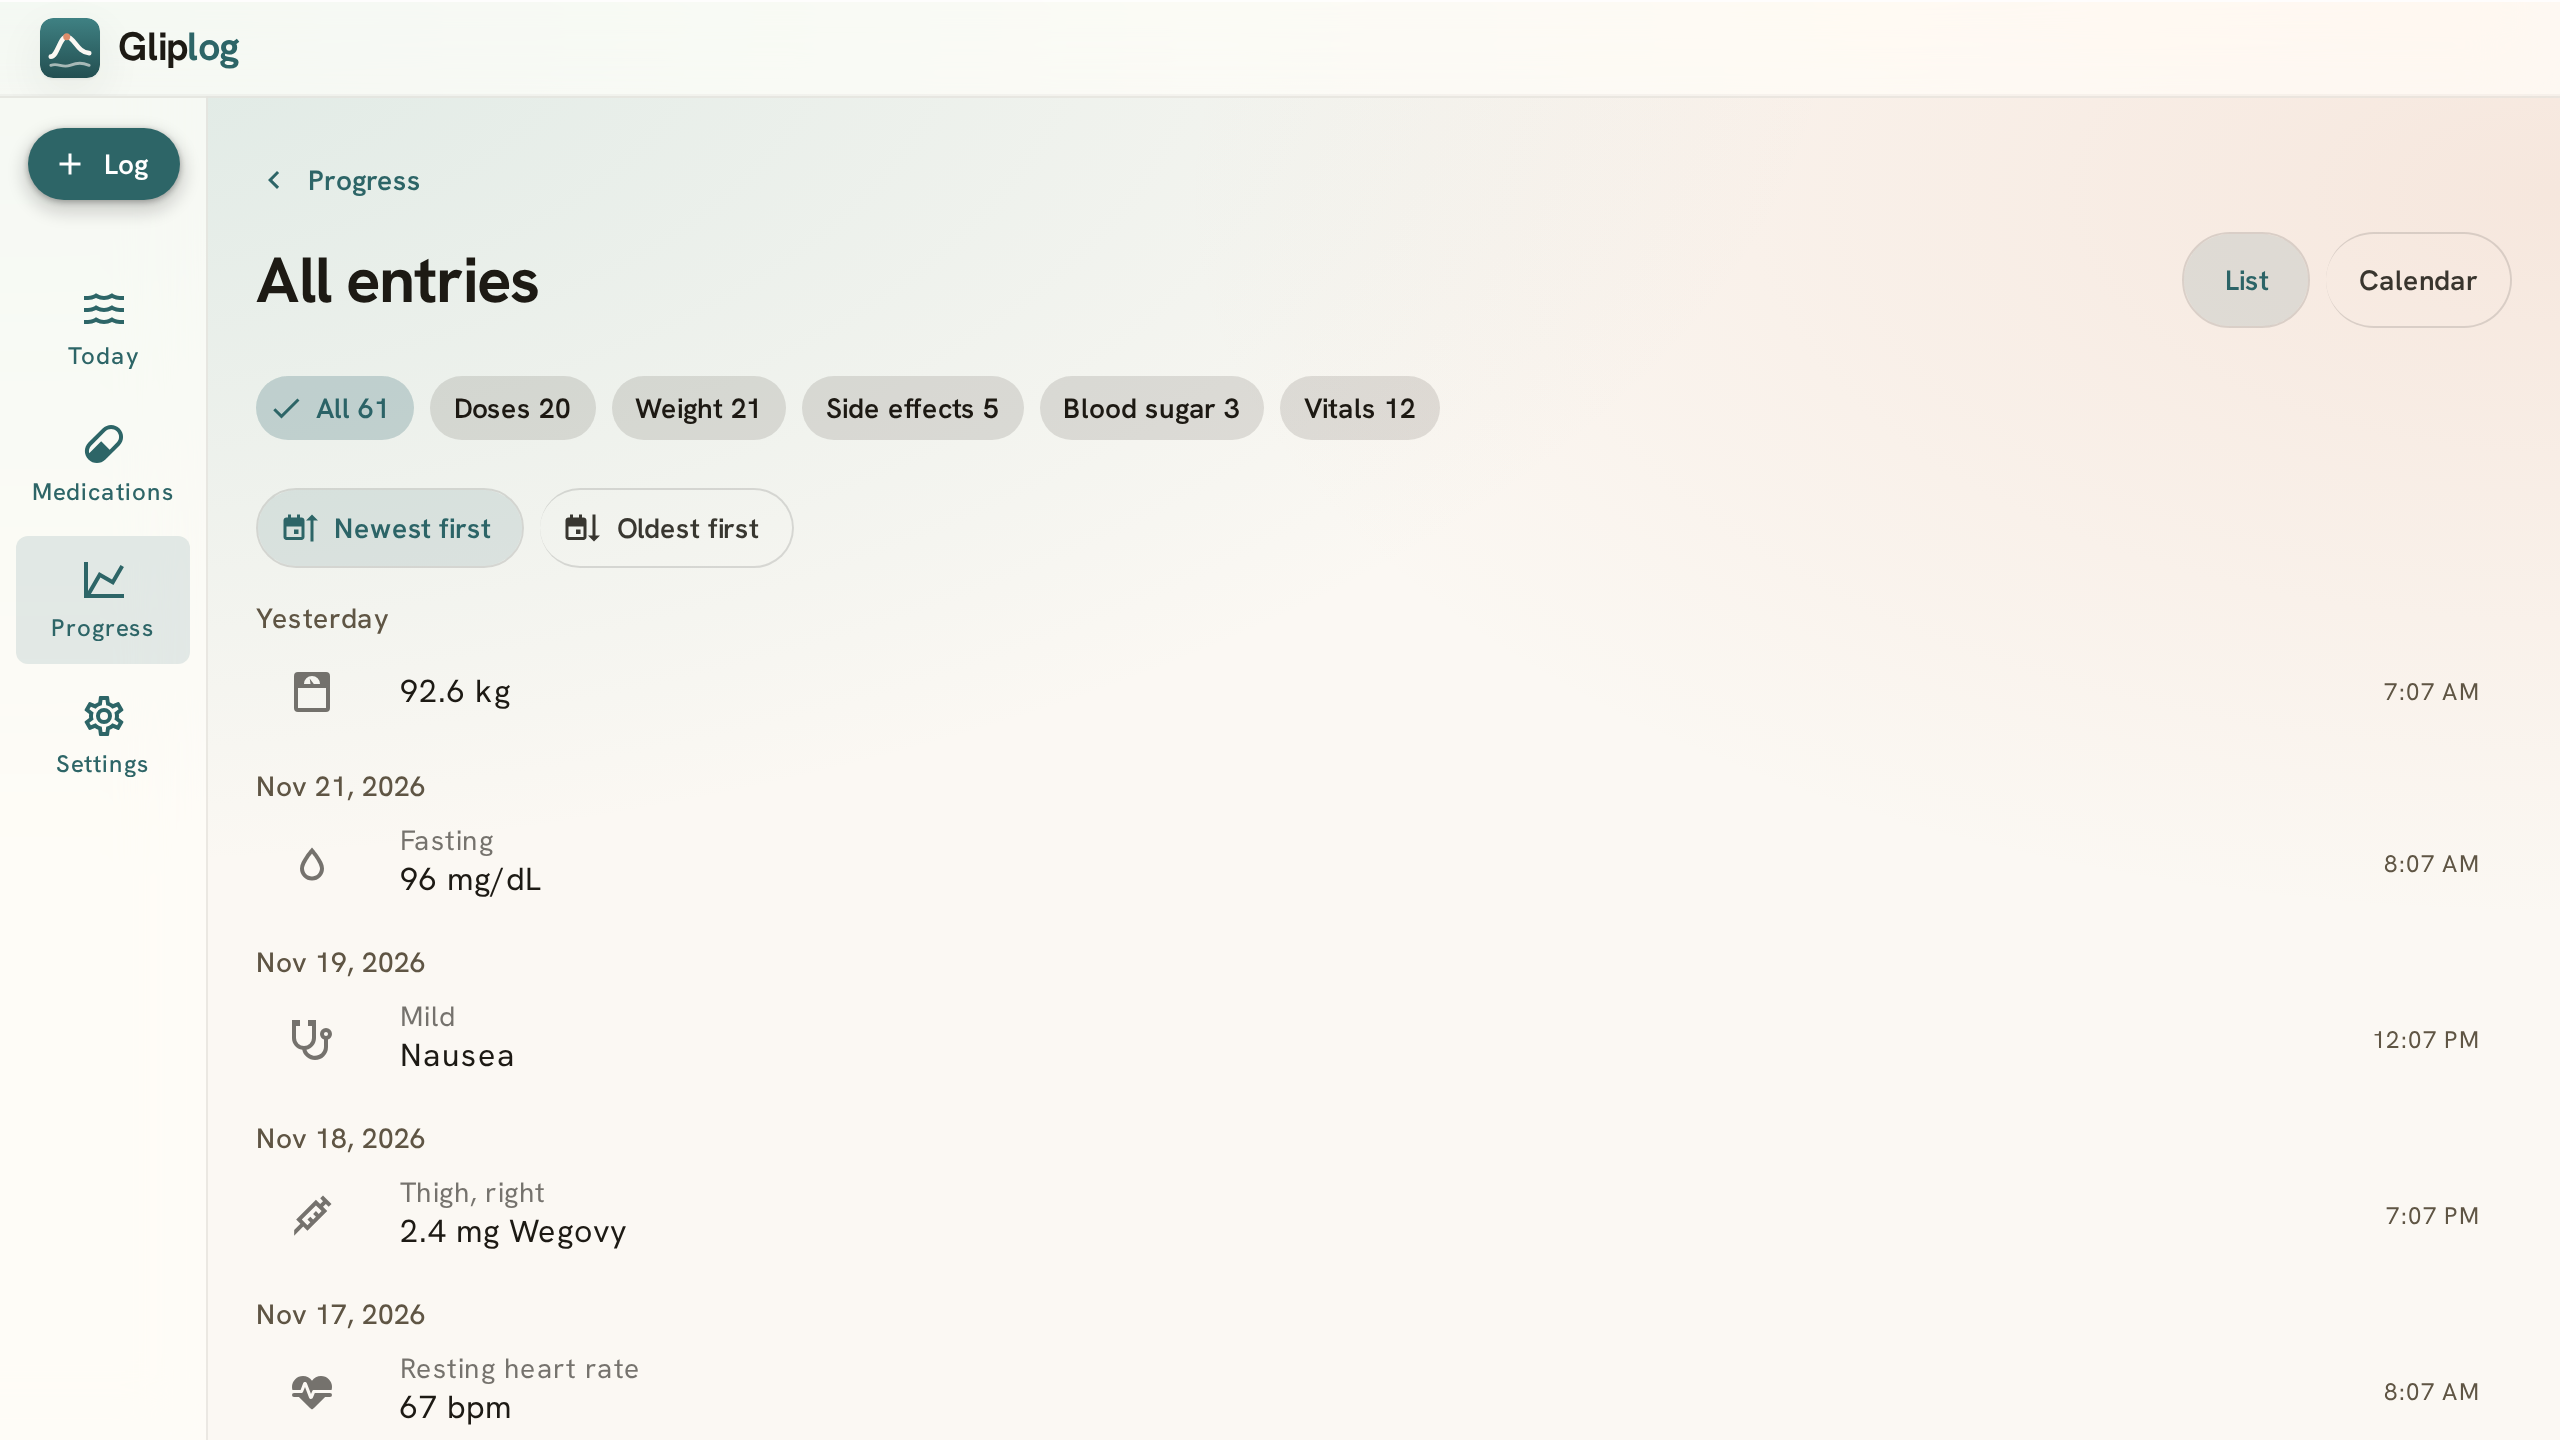 Gliplog
Log
Today
Medications
Progress
Settings
Progress
All entries
List
Calendar
All 61
Doses 20
Weight 21
Side effects 5
Blood sugar 3
Vitals 12
Newest first
Oldest first
Yesterday
92.6 kg
7:07 AM
Nov 21, 2026
Fasting
96 mg/dL
8:07 AM
Nov 19, 2026
Mild
Nausea
12:07 PM
Nov 18, 2026
Thigh, right
2.4 mg Wegovy
7:07 PM
Nov 17, 2026
Resting heart rate
67 bpm
8:07 AM